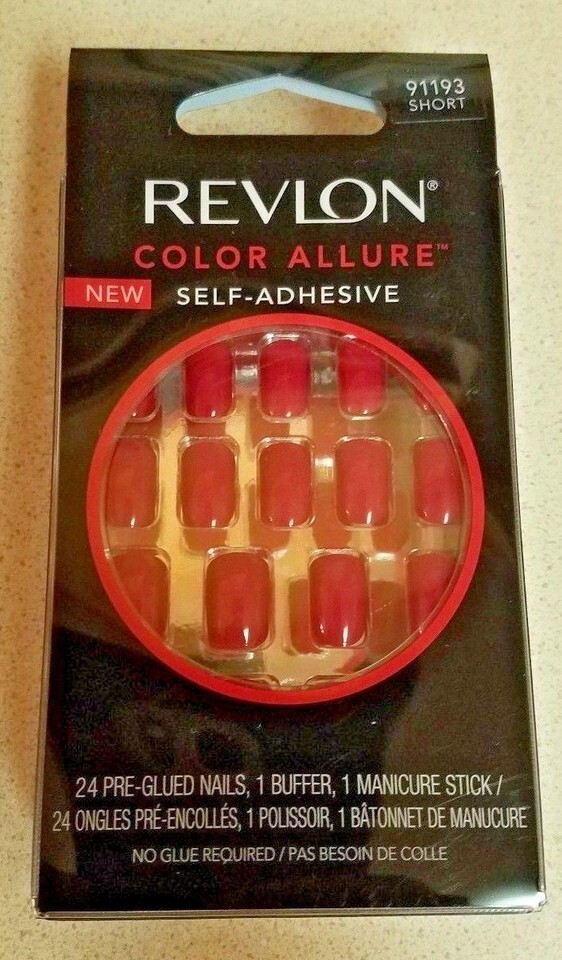 91193
SHORT
REVLON®
COLOR ALLURE™
NEW
SELF-ADHESIVE
24 PRE-GLUED NAILS, 1 BUFFER, 1 MANICURE STICK /
24 ONGLES PRÉ-ENCOLLÉS, 1 POLISSOIR, 1 BÂTONNET DE MANUCURE
NO GLUE REQUIRED / PAS BESOIN DE COLLE